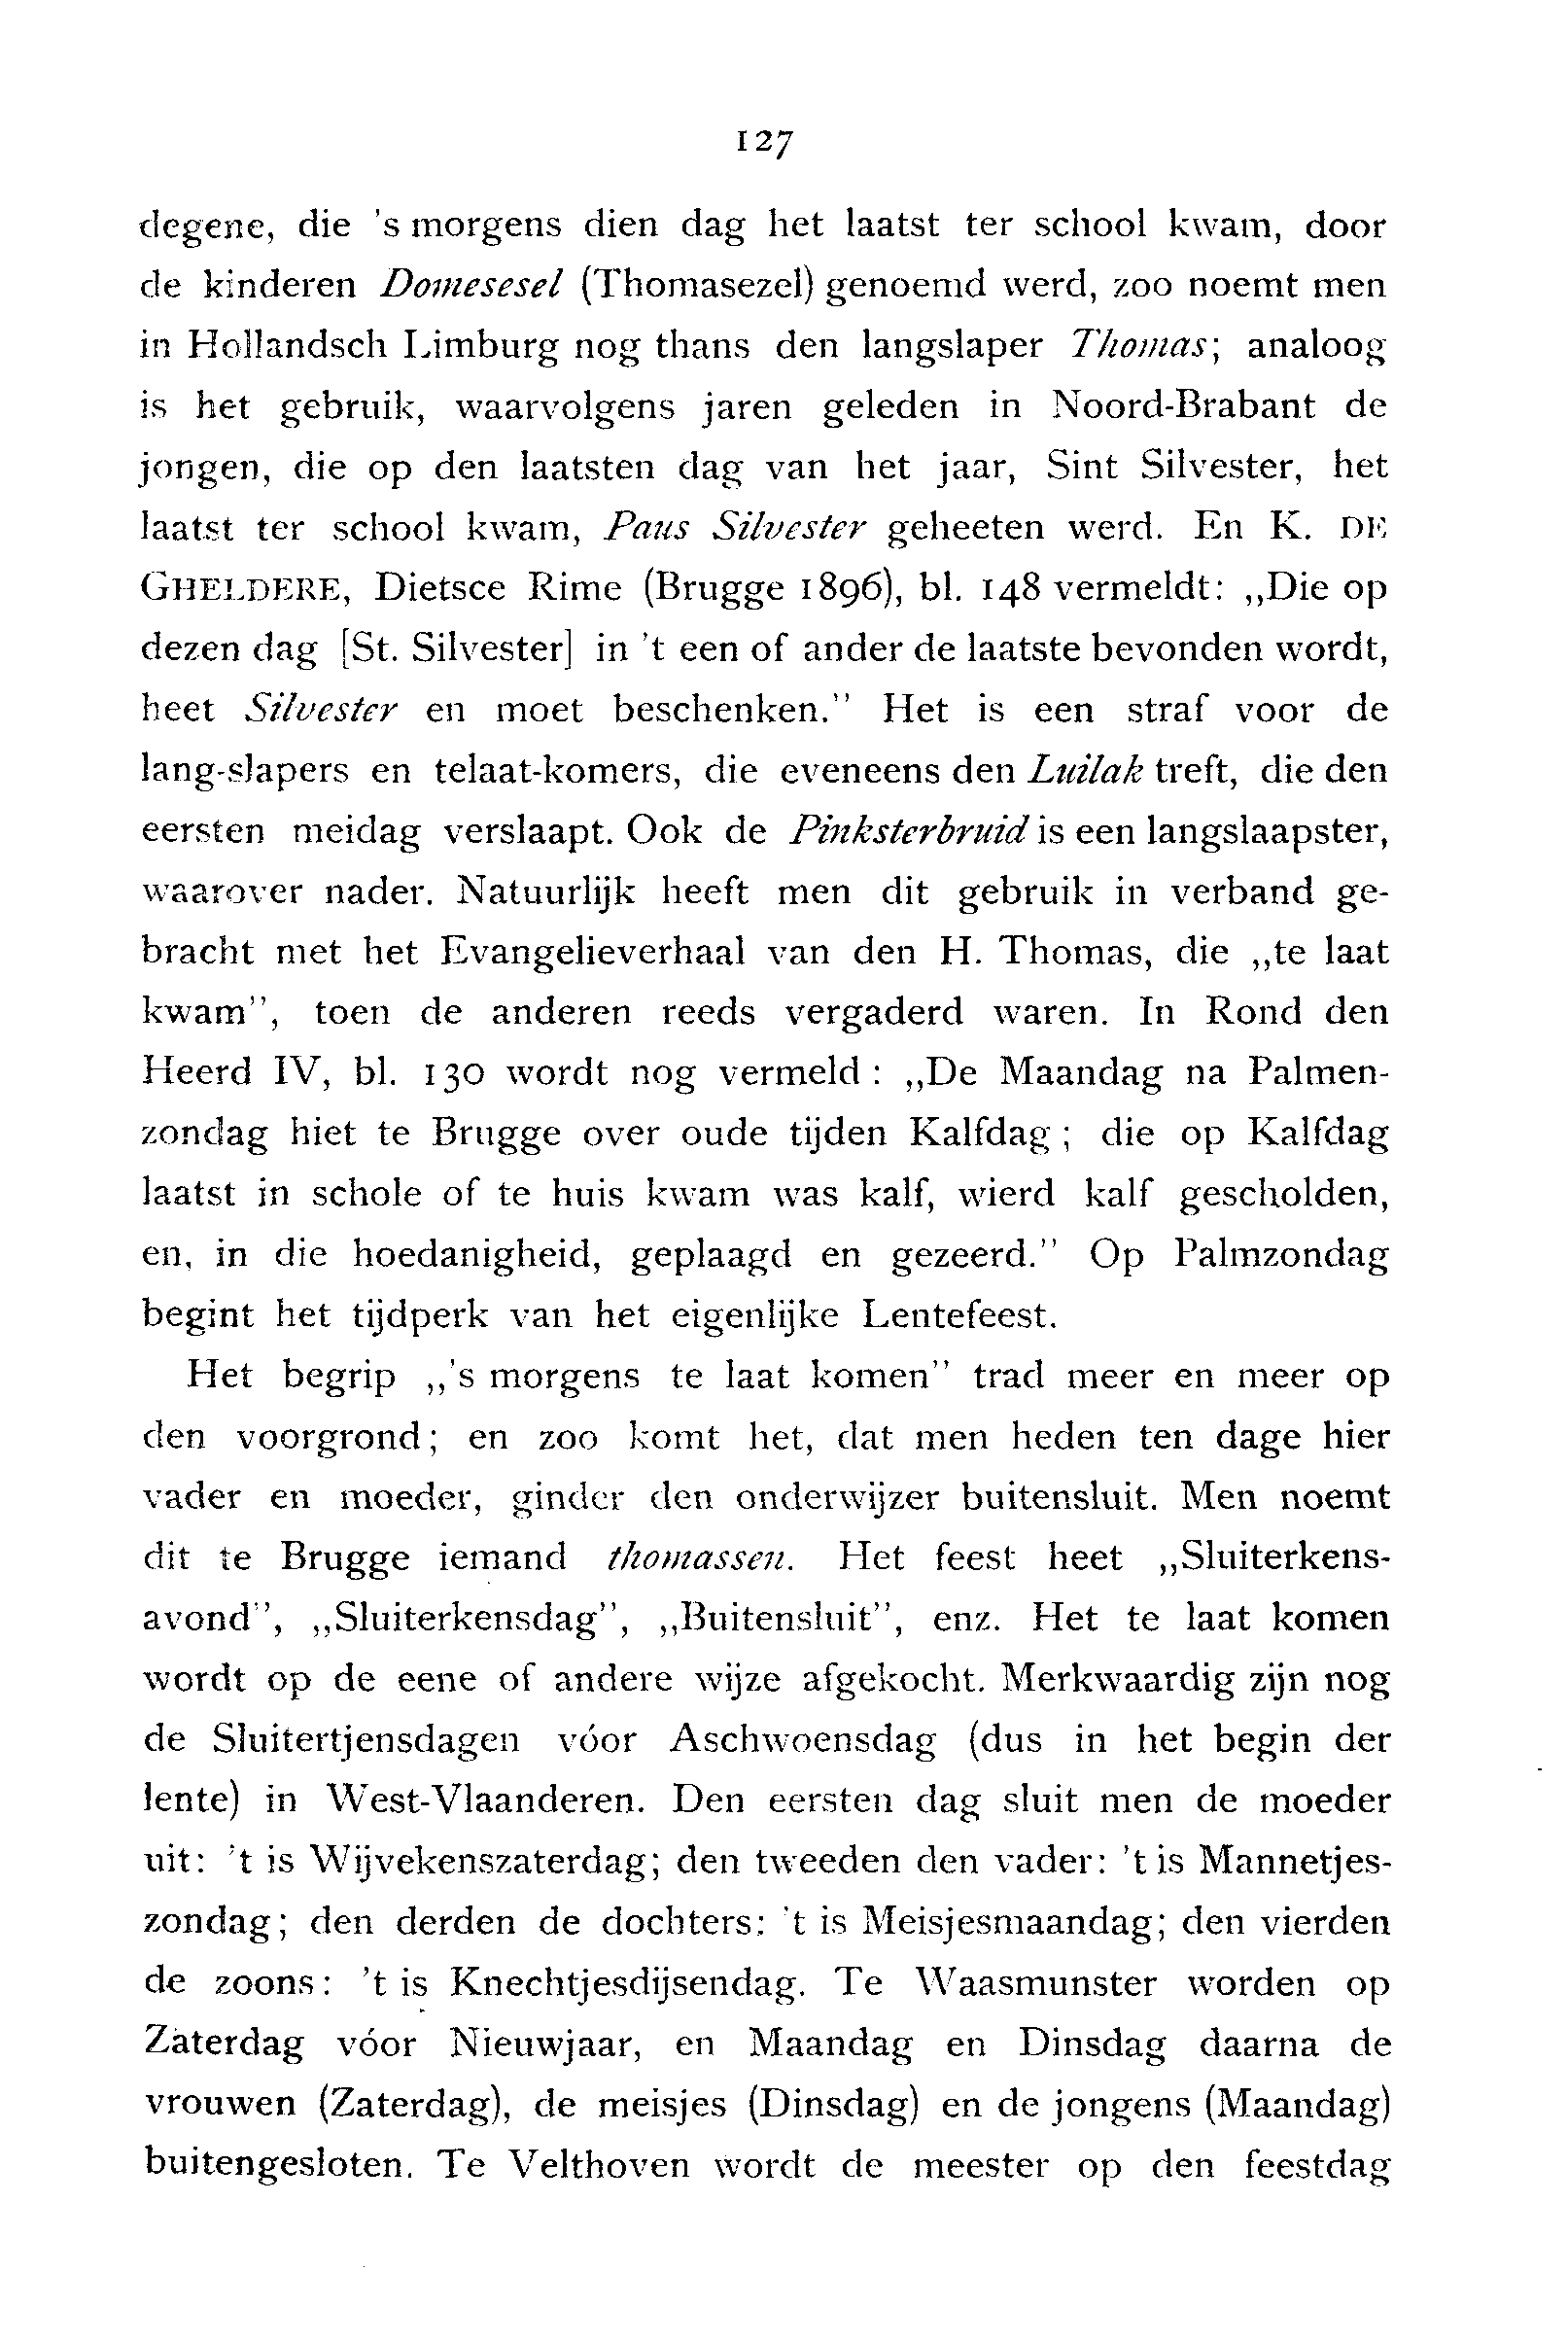 127
degene, die 's morgens dien dag het laatst ter school kwam, door
de kinderen Domesesel (Thomasezel) genoemd werd, zoo noemt men
in Hollandsch Limburg nog thans den langslaper Thomas; analoog
is het gebruik, waarvolgens jaren geleden in Noord-Brabant de
jongen, die op den laatsten dag van het jaar, Sint Silvester, het
laatst ter school kwam, Paus Silvester geheeten werd. En K. DE
GHELDERE, Dietsce Rime (Brugge 1896), bl. 148 vermeldt: „Die op
dezen dag [St. Silvester] in 't een of ander de laatste bevonden wordt,
heet Silvester en moet beschenken.” Het is een straf voor de
lang-slapers en telaat-komers, die eveneens den Luilak treft, die den
eersten meidag verslaapt. Ook de Pinksterbruid is een langslaapster,
waarover nader. Natuurlijk heeft men dit gebruik in verband ge-
bracht met het Evangelieverhaal van den H. Thomas, die „te laat
kwam”, toen de anderen reeds vergaderd waren. In Rond den
Heerd IV, bl. 130 wordt nog vermeld : „De Maandag na Palmen-
zondag hiet te Brugge over oude tijden Kalfdag ; die op Kalfdag
laatst in schole of te huis kwam was kalf, wierd kalf gescholden,
en, in die hoedanigheid, geplaagd en gezeerd.” Op Palmzondag
begint het tijdperk van het eigenlijke Lentefeest.
Het begrip „'s morgens te laat komen” trad meer en meer op
den voorgrond; en zoo komt het, dat men heden ten dage hier
vader en moeder, ginder den onderwijzer buitensluit. Men noemt
dit te Brugge iemand thomassen. Het feest heet „Sluiterkens-
avond”, „Sluiterkensdag”, „Buitensluit”, enz. Het te laat komen
wordt op de eene of andere wijze afgekocht. Merkwaardig zijn nog
de Sluitertjensdagen vóor Aschwoensdag (dus in het begin der
lente) in West-Vlaanderen. Den eersten dag sluit men de moeder
uit: 't is Wijvekenszaterdag; den tweeden den vader: 't is Mannetjes-
zondag; den derden de dochters: 't is Meisjesmaandag; den vierden
de zoons: 't is Knechtjesdijsendag. Te Waasmunster worden op
Zaterdag vóor Nieuwjaar, en Maandag en Dinsdag daarna de
vrouwen (Zaterdag), de meisjes (Dinsdag) en de jongens (Maandag)
buitengesloten. Te Velthoven wordt de meester op den feestdag